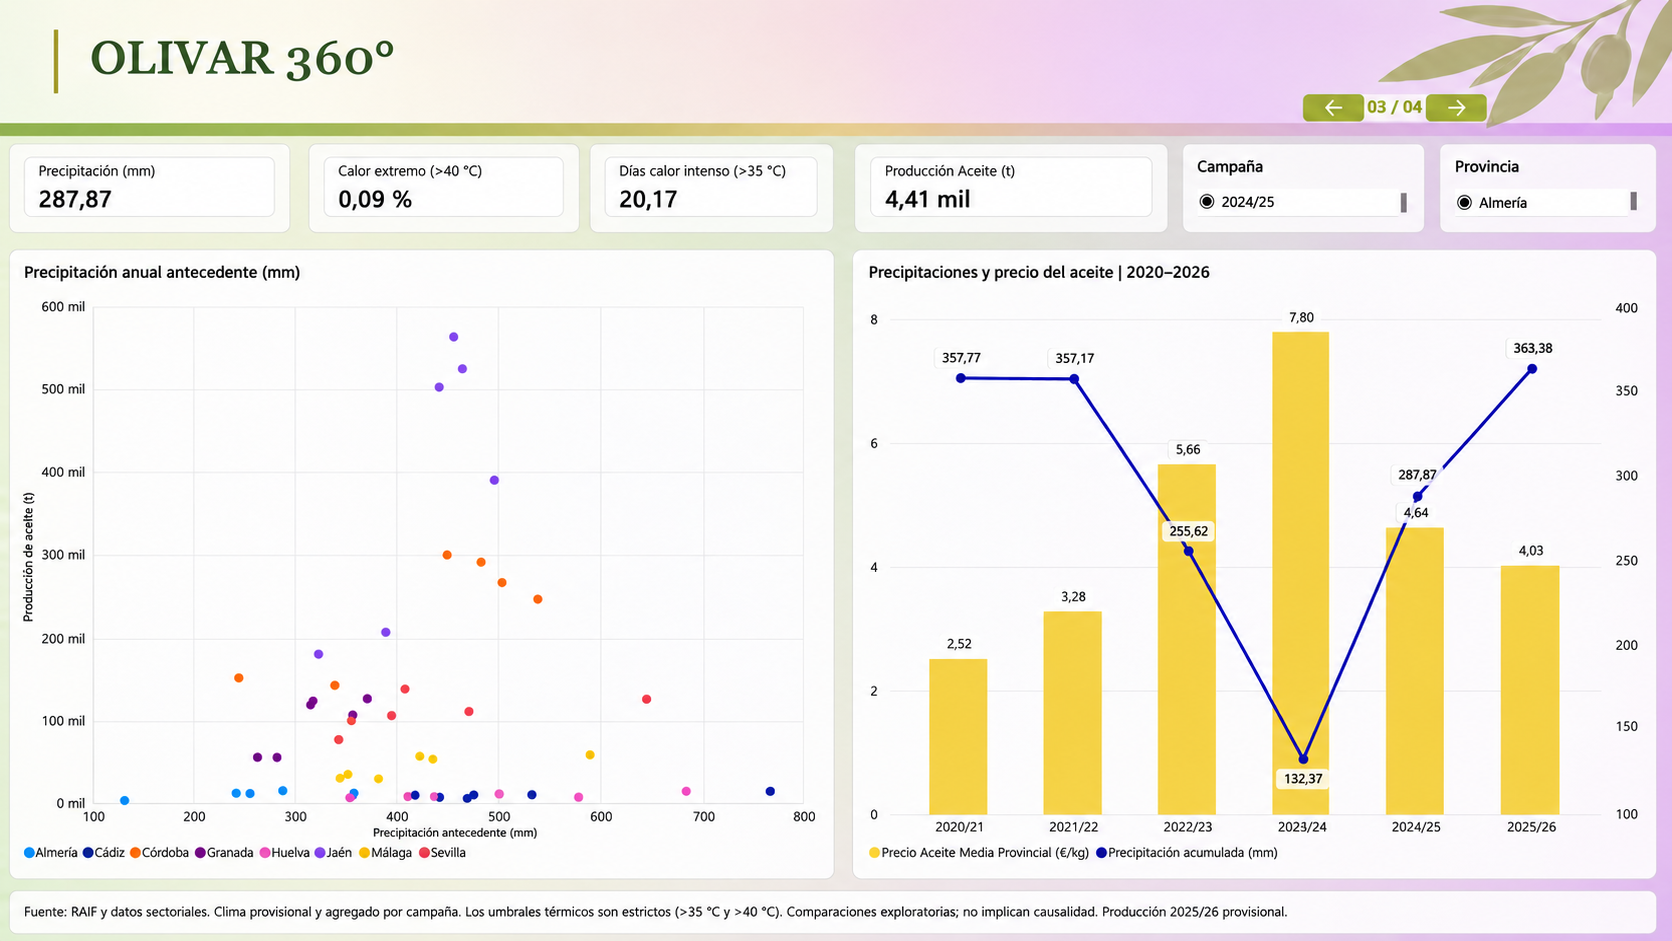 OLIVAR 360º
03 / 04
Precipitación (mm)
287,87
Calor extremo (>40 °C)
0,09 %
Días calor intenso (>35 °C)
20,17
Producción Aceite (t)
4,41 mil
Campaña
2024/25
Provincia
Almería
Precipitación anual antecedente (mm)
600 mil
500 mil
400 mil
300 mil
200 mil
100 mil
0 mil
Producción de aceite (t)
100 200 300 400 500 600 700 800
Precipitación antecedente (mm)
Almería Cádiz Córdoba Granada Huelva Jaén Málaga Sevilla
Precipitaciones y precio del aceite | 2020–2026
8
6
4
2
0
400
350
300
250
200
150
100
357,77
357,17
255,62
132,37
287,87
363,38
2,52
3,28
5,66
7,80
4,64
4,03
2020/21 2021/22 2022/23 2023/24 2024/25 2025/26
Precio Aceite Media Provincial (€/kg) Precipitación acumulada (mm)
Fuente: RAIF y datos sectoriales. Clima provisional y agregado por campaña. Los umbrales térmicos son estrictos (>35 °C y >40 °C). Comparaciones exploratorias; no implican causalidad. Producción 2025/26 provisional.